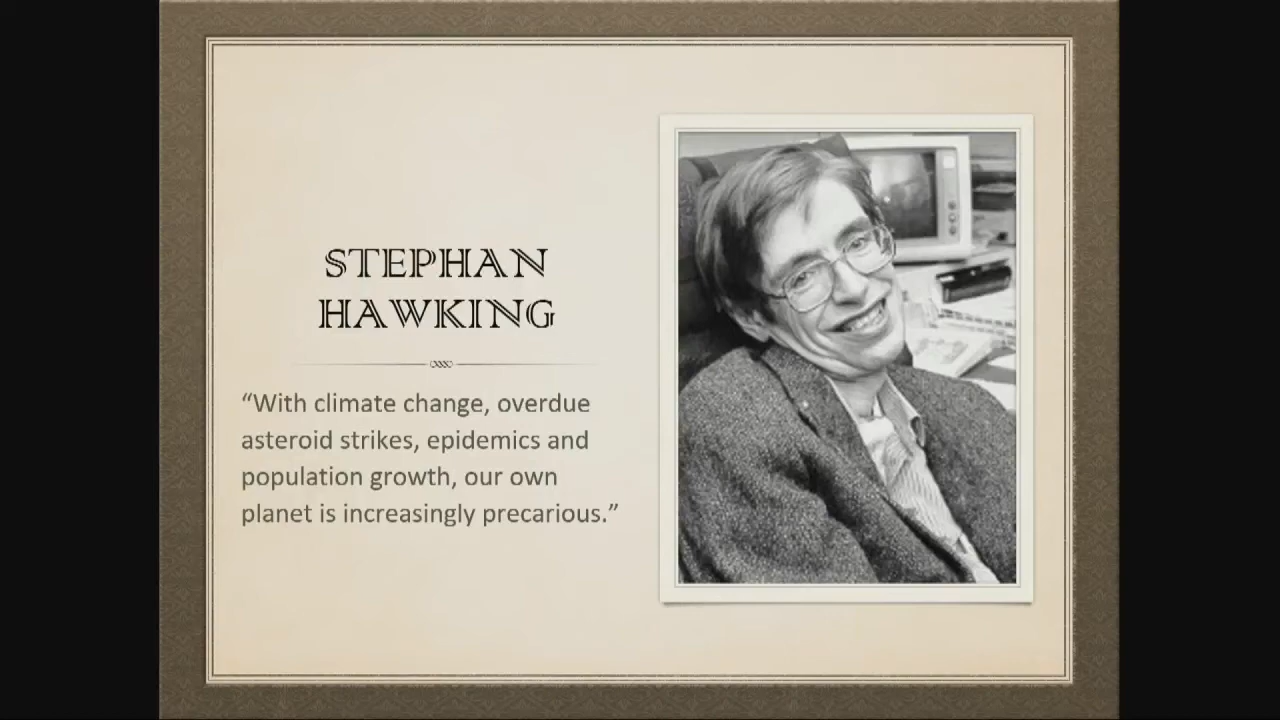 STEPHAN
HAWKING
“With climate change, overdue
asteroid strikes, epidemics and
population growth, our own
planet is increasingly precarious.”